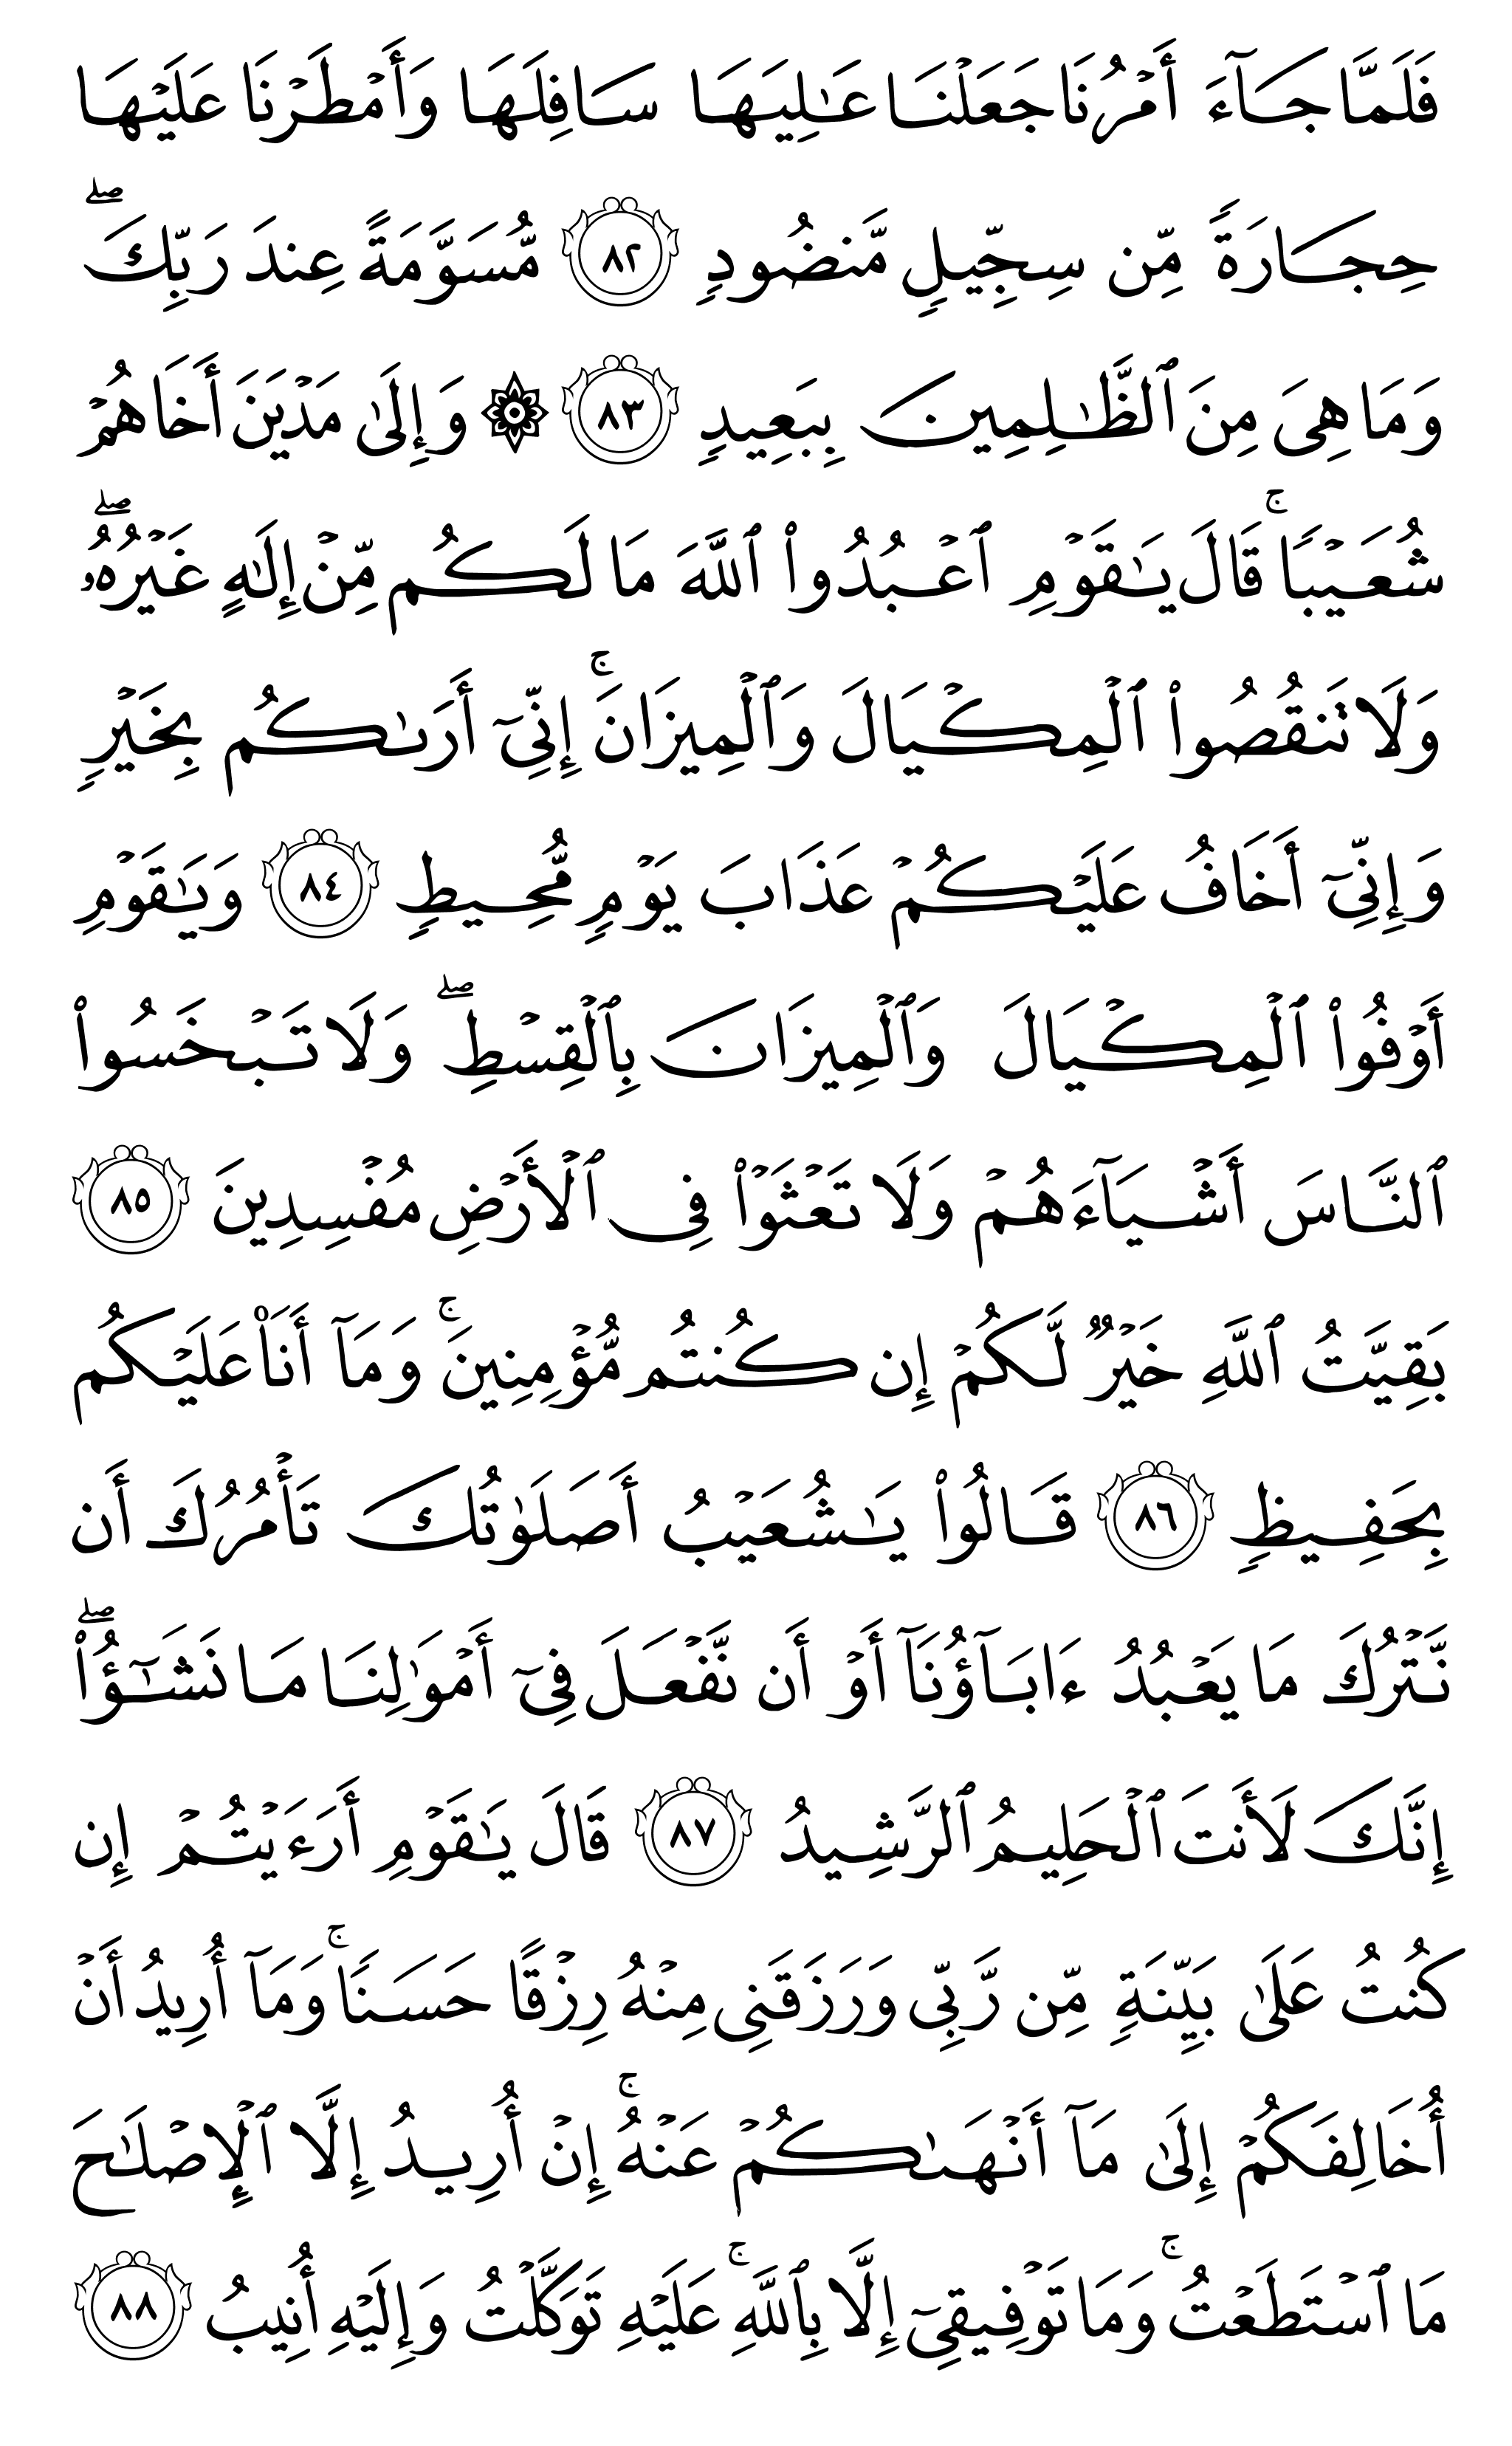 فَلَمَّا جَآءَ أَمْرُنَا جَعَلْنَا عَـٰلِيَهَا سَافِلَهَا وَأَمْطَرْنَا عَلَيْهَا
حِجَارَةً مِّن سِجِّيلٍ مَّنضُودٍ ٨٢ مُّسَوَّمَةً عِندَ رَبِّكَ ۖ
وَمَا هِىَ مِنَ ٱلظَّـٰلِمِينَ بِبَعِيدٍ ٨٣ ۞ وَإِلَىٰ مَدْيَنَ أَخَاهُمْ
شُعَيْبًا ۚ قَالَ يَـٰقَوْمِ ٱعْبُدُوا۟ ٱللَّهَ مَا لَكُم مِّنْ إِلَـٰهٍ غَيْرُهُۥ ۖ
وَلَا تَنقُصُوا۟ ٱلْمِكْيَالَ وَٱلْمِيزَانَ ۚ إِنِّىٓ أَرَىٰكُم بِخَيْرٍ
وَإِنِّىٓ أَخَافُ عَلَيْكُمْ عَذَابَ يَوْمٍ مُّحِيطٍ ٨٤ وَيَـٰقَوْمِ
أَوْفُوا۟ ٱلْمِكْيَالَ وَٱلْمِيزَانَ بِٱلْقِسْطِ ۖ وَلَا تَبْخَسُوا۟
ٱلنَّاسَ أَشْيَآءَهُمْ وَلَا تَعْثَوْا۟ فِى ٱلْأَرْضِ مُفْسِدِينَ ٨٥
بَقِيَّتُ ٱللَّهِ خَيْرٌ لَّكُمْ إِن كُنتُم مُّؤْمِنِينَ ۚ وَمَآ أَنَا۠ عَلَيْكُم
بِحَفِيظٍ ٨٦ قَالُوا۟ يَـٰشُعَيْبُ أَصَلَوٰتُكَ تَأْمُرُكَ أَن
نَّتْرُكَ مَا يَعْبُدُ ءَابَآؤُنَآ أَوْ أَن نَّفْعَلَ فِىٓ أَمْوَٰلِنَا مَا نَشَـٰٓؤُا۟ ۖ
إِنَّكَ لَأَنتَ ٱلْحَلِيمُ ٱلرَّشِيدُ ٨٧ قَالَ يَـٰقَوْمِ أَرَءَيْتُمْ إِن
كُنتُ عَلَىٰ بَيِّنَةٍ مِّن رَّبِّى وَرَزَقَنِى مِنْهُ رِزْقًا حَسَنًا ۚ وَمَآ أُرِيدُ أَنْ
أُخَالِفَكُمْ إِلَىٰ مَآ أَنْهَىٰكُمْ عَنْهُ ۚ إِنْ أُرِيدُ إِلَّا ٱلْإِصْلَـٰحَ
مَا ٱسْتَطَعْتُ ۚ وَمَا تَوْفِيقِىٓ إِلَّا بِٱللَّهِ ۚ عَلَيْهِ تَوَكَّلْتُ وَإِلَيْهِ أُنِيبُ ٨٨